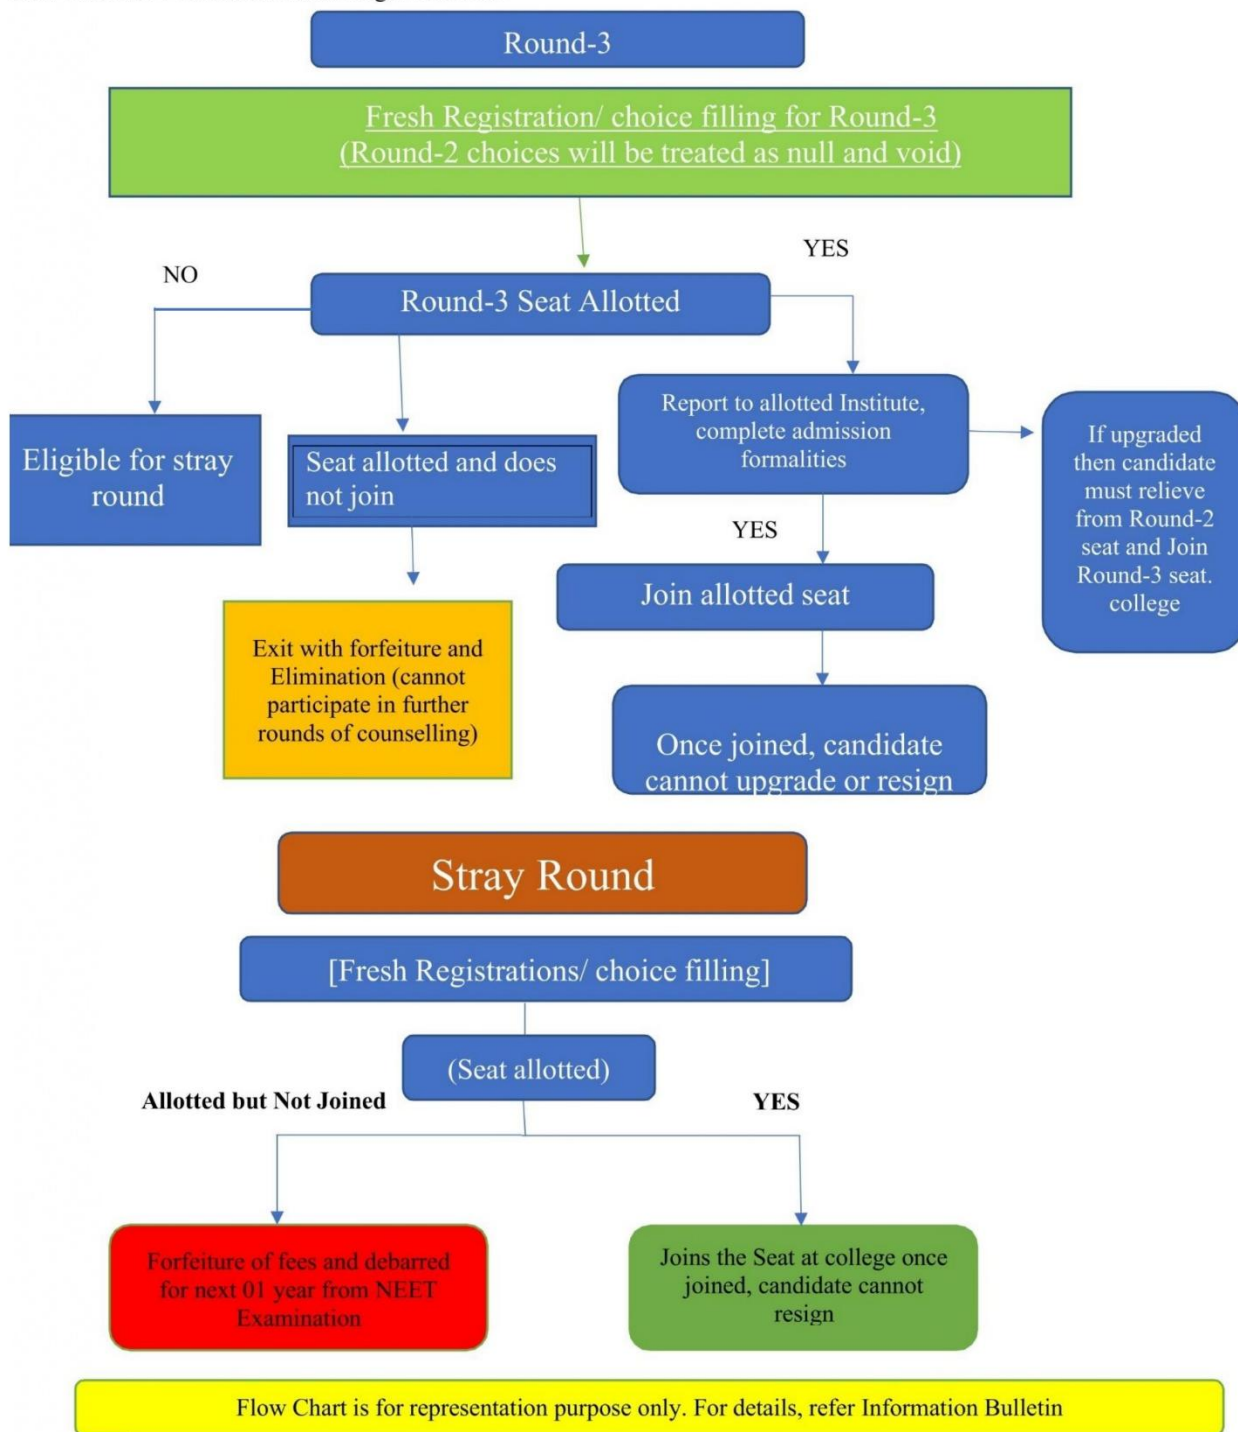 Round-3
Fresh Registration/ choice filling for Round-3
(Round-2 choices will be treated as null and void)
YES
NO
Round-3 Seat Allotted
Report to allotted Institute,
complete admission
formalities
If upgraded
then candidate
must relieve
from Round-2
seat and Join
Round-3 seat.
college
Eligible for stray
round
Seat allotted and does
not join
YES
Join allotted seat
Exit with forfeiture and
Elimination (cannot
participate in further
rounds of counselling)
Once joined, candidate
cannot upgrade or resign
Stray Round
[Fresh Registrations/ choice filling]
(Seat allotted)
Allotted but Not Joined
YES
Forfeiture of fees and debarred
for next 01 year from NEET
Examination
Joins the Seat at college once
joined, candidate cannot
resign
Flow Chart is for representation purpose only. For details, refer Information Bulletin